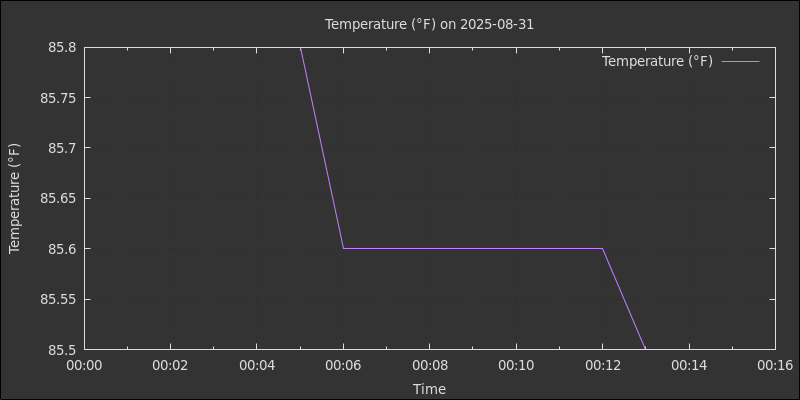 Temperature (°F) on 2025-08-31
85.8
Temperature (°F)
85.75
85.7
85.65
85.6
85.55
85.5
Temperature (°F)
00:00 00:02 00:04 00:06 00:08 00:10 00:12 00:14 00:16
Time